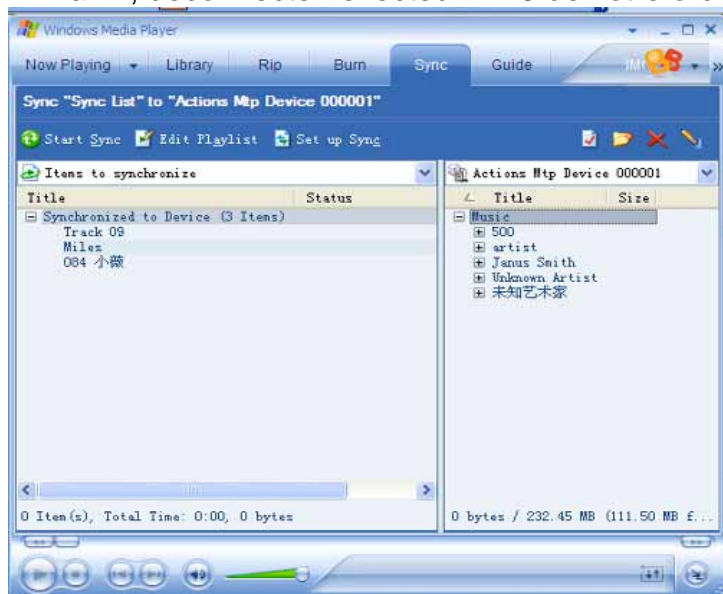 Windows Media Player
Now Playing Library Rip Burn Sync Guide
Sync "Sync List" to "Actions Mtp Device 000001"
Start Sync Edit Playlist Set up Sync
Items to synchronize
Title Status
Synchronized to Device (3 Items)
Track 09
Miles
084 小薇
0 Item(s), Total Time: 0:00, 0 bytes
Actions Mtp Device 000001
Title Size
Music
500
artist
Janus Smith
Unknown Artist
未知艺术家
0 bytes / 232.45 MB (111.50 MB f...